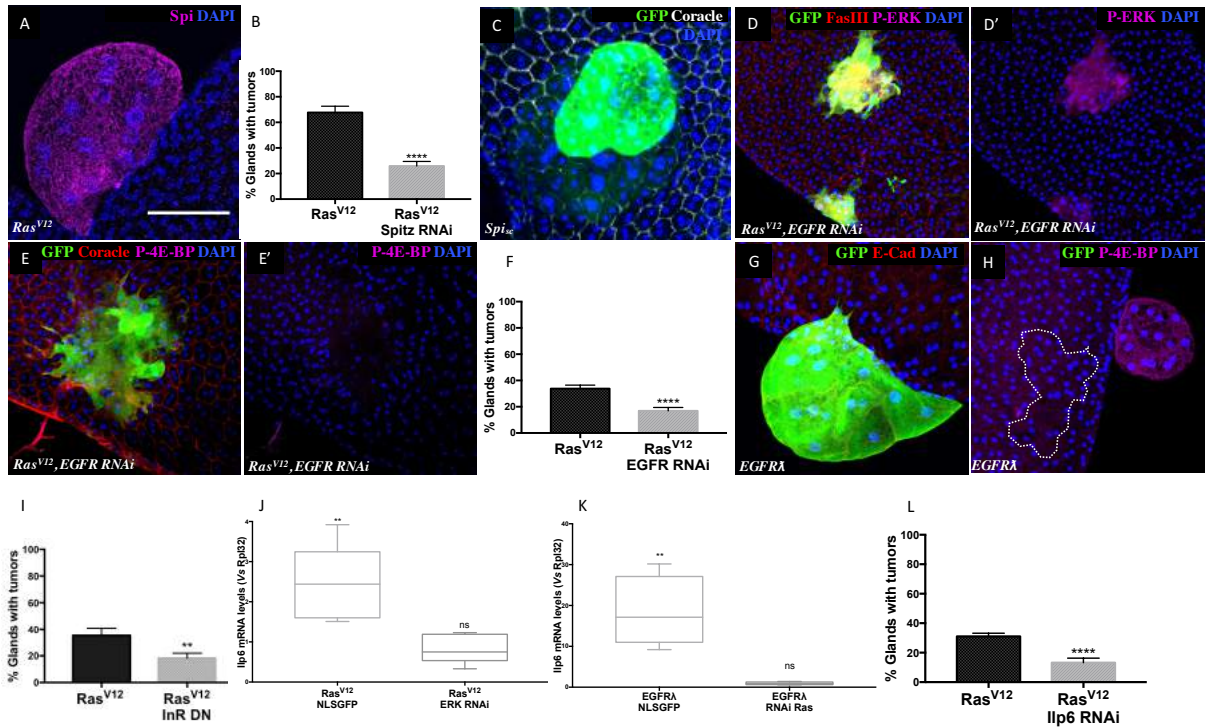 A
Spi DAPI
Ras^V12
B
% Glands with tumors
100
80
60
40
20
0
****
Ras^V12
Ras^V12
Spitz RNAi
C
GFP Coracle
DAPI
Spi_sc
D
GFP FasIII P-ERK DAPI
Ras^V12, EGFR RNAi
D'
P-ERK DAPI
Ras^V12, EGFR RNAi
E
GFP Coracle P-4E-BP DAPI
Ras^V12, EGFR RNAi
E'
P-4E-BP DAPI
Ras^V12, EGFR RNAi
F
% Glands with tumors
100
80
60
40
20
0
****
Ras^V12
Ras^V12
EGFR RNAi
G
GFP E-Cad DAPI
EGFRλ
H
GFP P-4E-BP DAPI
EGFRλ
I
% Glands with tumors
100
80
60
40
20
0
**
Ras^V12
Ras^V12
InR DN
J
Ilp6 mRNA levels (Vs Rpl32)
4
3
2
1
0
**
ns
Ras^V12
NLSGFP
Ras^V12
ERK RNAi
K
Ilp6 mRNA levels (Vs Rpl32)
40
30
20
10
0
**
ns
EGFRλ
NLSGFP
EGFRλ
RNAi Ras
L
% Glands with tumors
100
80
60
40
20
0
****
Ras^V12
Ras^V12
Ilp6 RNAi